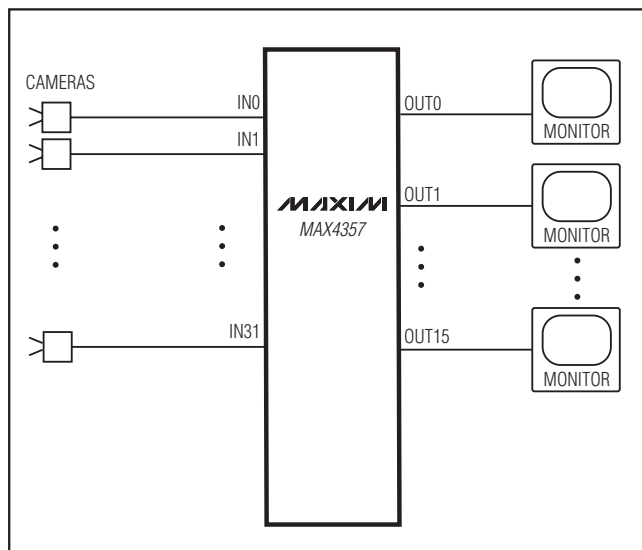 CAMERAS
IN0
IN1
IN31
MAXIM
MAX4357
OUT0
OUT1
OUT15
MONITOR
MONITOR
MONITOR